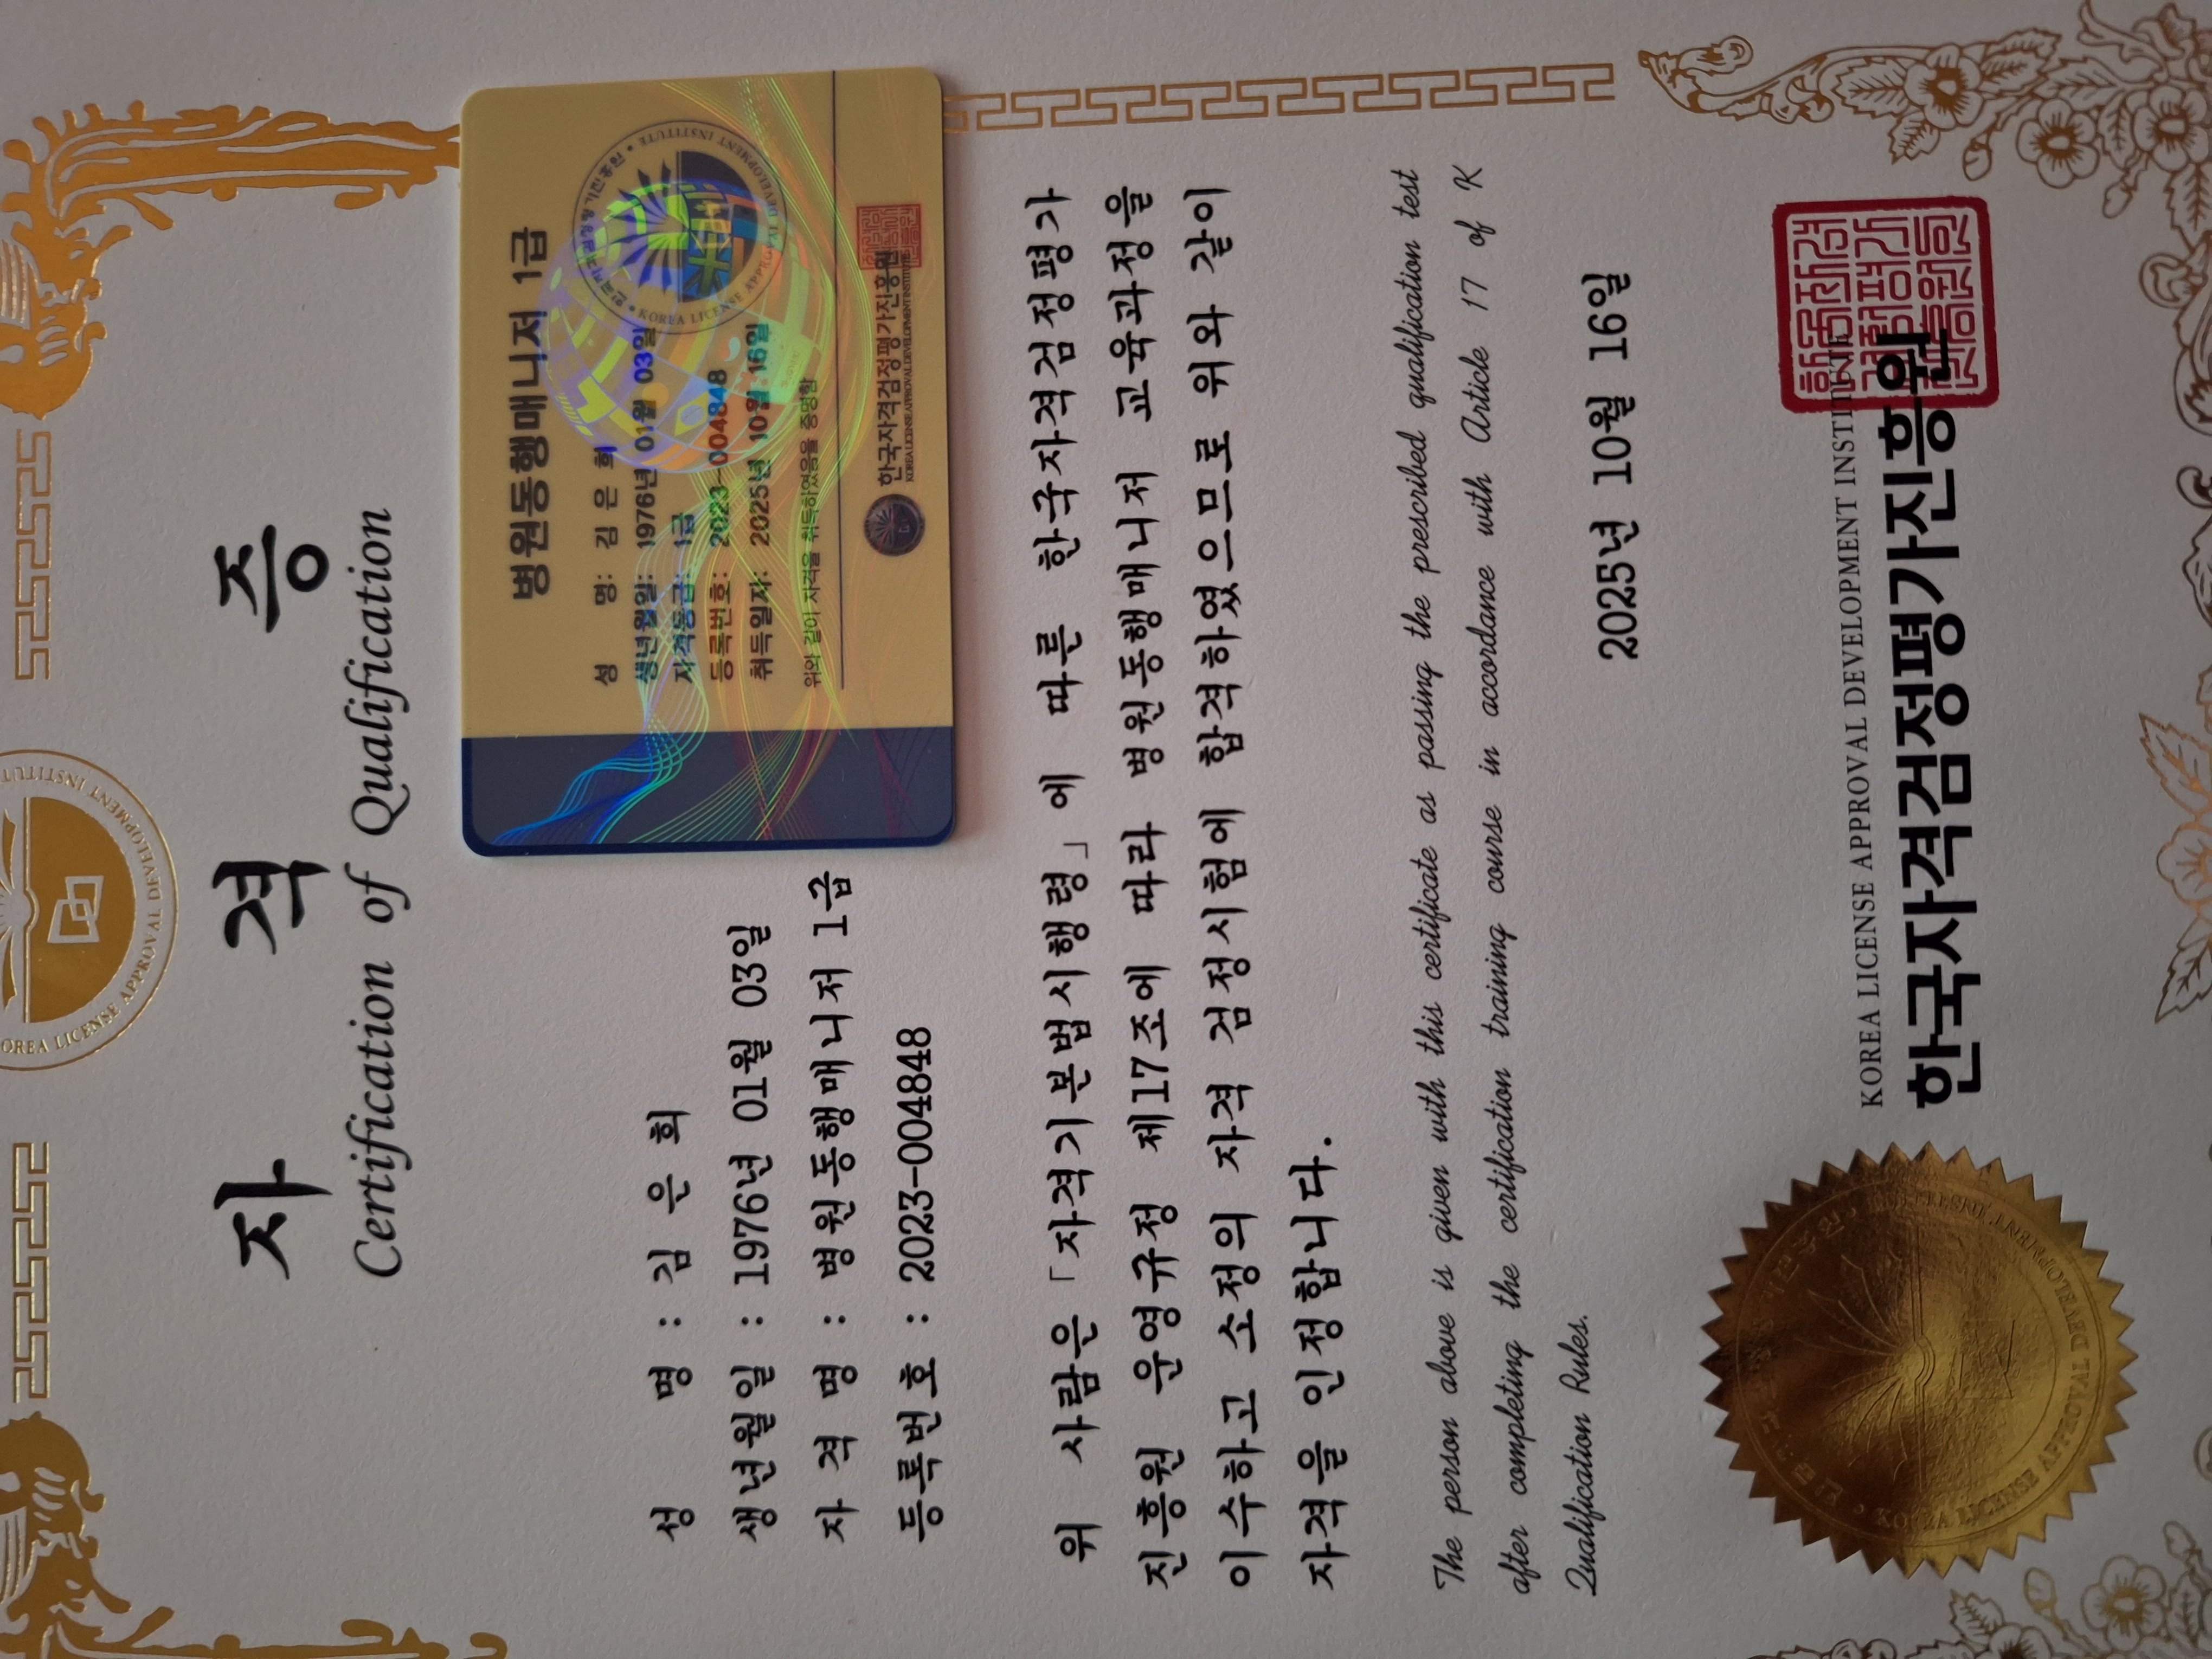 KOREA LICENSE APPROVAL DEVELOPMENT
자 격 증
Certification of Qualification
성 명 : 김 은 희
생년월일 : 1976년 01월 03일
자 격 명 : 병원동행매니저 1급
등록번호 : 2023-004848
병원동행매니저 1급
성 명: 김 은 희
생년월일: 1976년 01월 03일
자격등급: 1급
등록번호: 2023-004848
취득일자: 2025년 10월 16일
위와 같이 자격을 취득하였음을 증명함
한국자격검정평가진흥원
KOREA LICENSE APPROVAL DEVELOPMENT INSTITUTE
KOREA LICENSE APPROVAL DEVELOPMENT INSTITUTE
위 사람은 「자격기본법시행령」에 따른 한국자격검정평가
진흥원 운영규정 제17조에 따라 병원동행매니저 교육과정을
이수하고 소정의 자격 검정시험에 합격하였으므로 위와 같이
자격을 인정합니다.
The person above is given with this certificate as passing the prescribed qualification test
after completing the certification training course in accordance with Article 17 of K
Qualification Rules.
2025년 10월 16일
KOREA LICENSE APPROVAL DEVELOPMENT INSTITUTE
한국자격검정평가진흥원
KOREA LICENSE APPROVAL DEVELOPMENT INSTITUTE